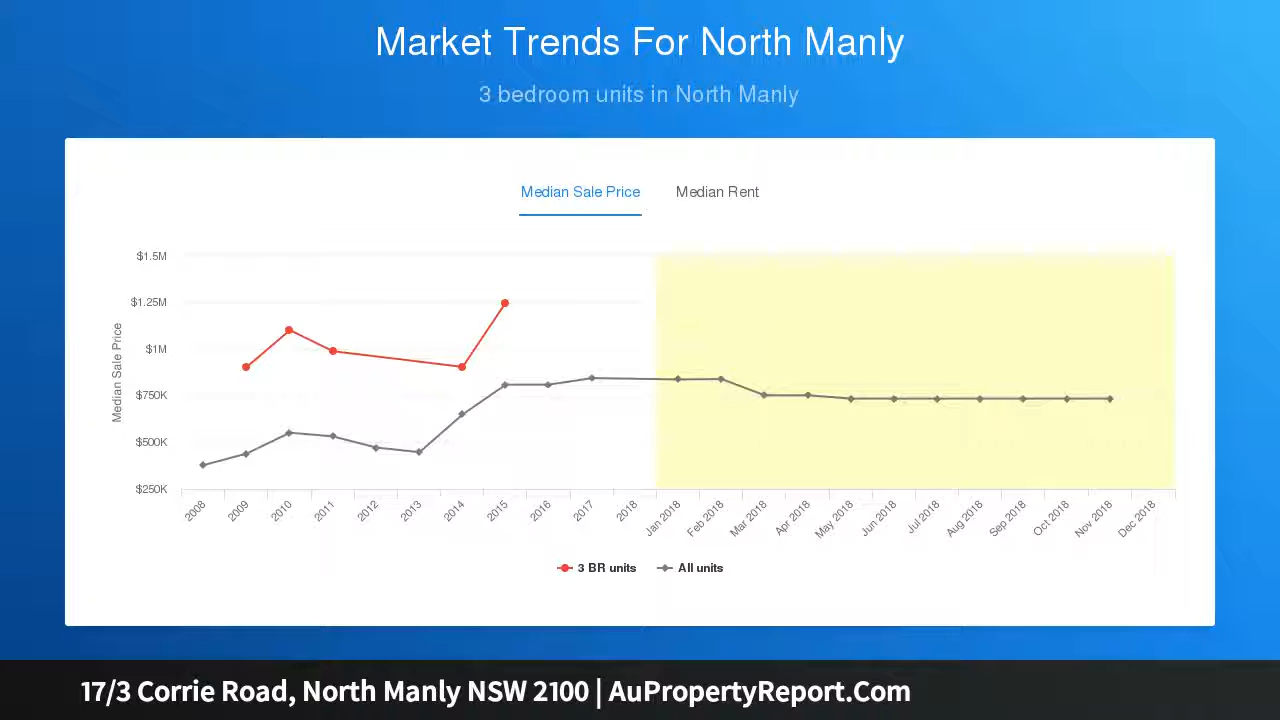 Market Trends For North Manly
3 bedroom units in North Manly
Median Sale Price
Median Rent
$1.5M
$1.25M
$1M
$750K
$500K
$250K
Median Sale Price
2008
2009
2010
2011
2012
2013
2014
2015
2016
2017
2018
Jan 2018
Feb 2018
Mar 2018
Apr 2018
May 2018
Jun 2018
Jul 2018
Aug 2018
Sep 2018
Oct 2018
Nov 2018
Dec 2018
3 BR units
All units
17/3 Corrie Road, North Manly NSW 2100 | AuPropertyReport.Com